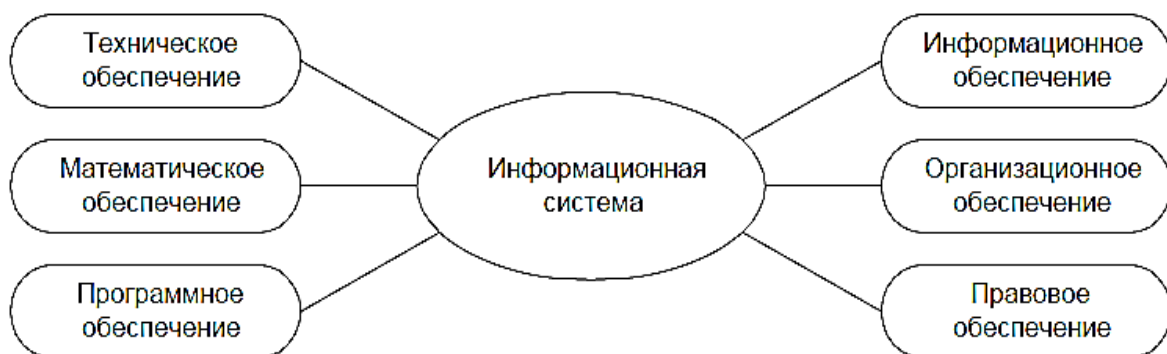 Техническое
обеспечение
Математическое
обеспечение
Программное
обеспечение
Информационная
система
Информационное
обеспечение
Организационное
обеспечение
Правовое
обеспечение